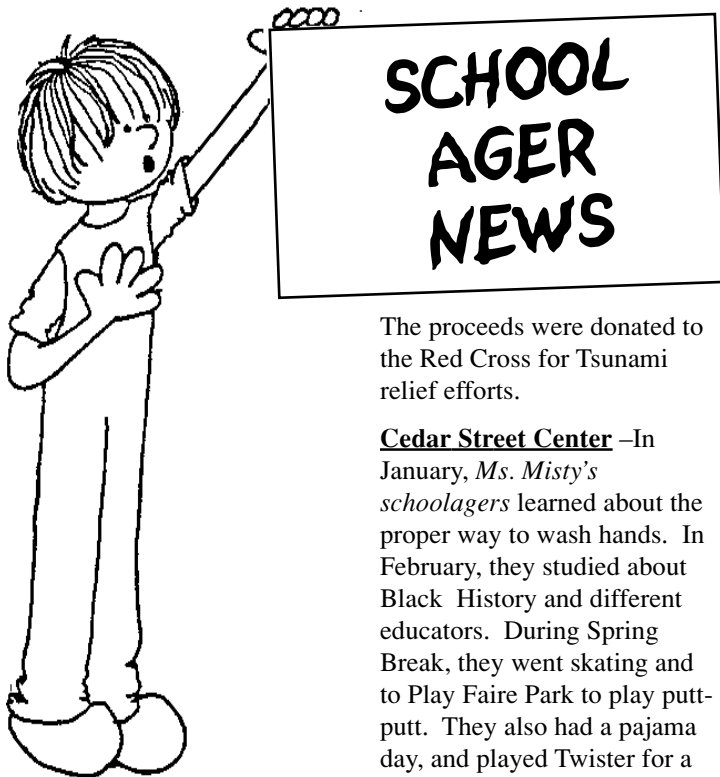 SCHOOL
AGER
NEWS
The proceeds were donated to
the Red Cross for Tsunami
relief efforts.
Cedar Street Center –In
January, Ms. Misty's
schoolagers learned about the
proper way to wash hands.  In
February, they studied about
Black  History and different
educators.  During Spring
Break, they went skating and
to Play Faire Park to play putt-
putt.  They also had a pajama
day, and played Twister for a